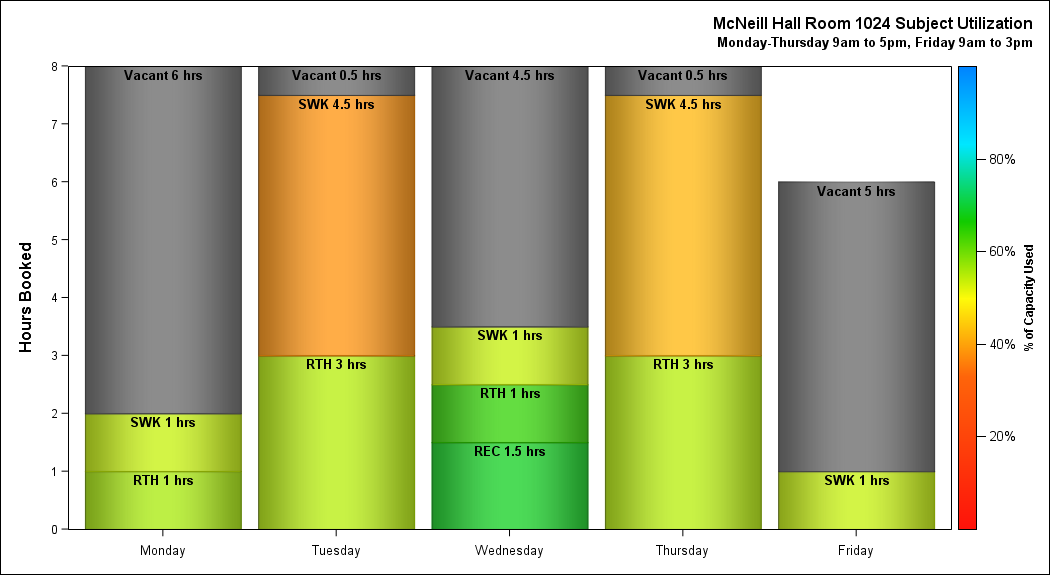 McNeill Hall Room 1024 Subject Utilization
Monday-Thursday 9am to 5pm, Friday 9am to 3pm
Hours Booked
8
7
6
5
4
3
2
1
0
Vacant 6 hrs
SWK 1 hrs
RTH 1 hrs
Vacant 0.5 hrs
SWK 4.5 hrs
RTH 3 hrs
Vacant 4.5 hrs
SWK 1 hrs
RTH 1 hrs
REC 1.5 hrs
Vacant 0.5 hrs
SWK 4.5 hrs
RTH 3 hrs
Vacant 5 hrs
SWK 1 hrs
Monday
Tuesday
Wednesday
Thursday
Friday
80%
60%
40%
20%
% of Capacity Used